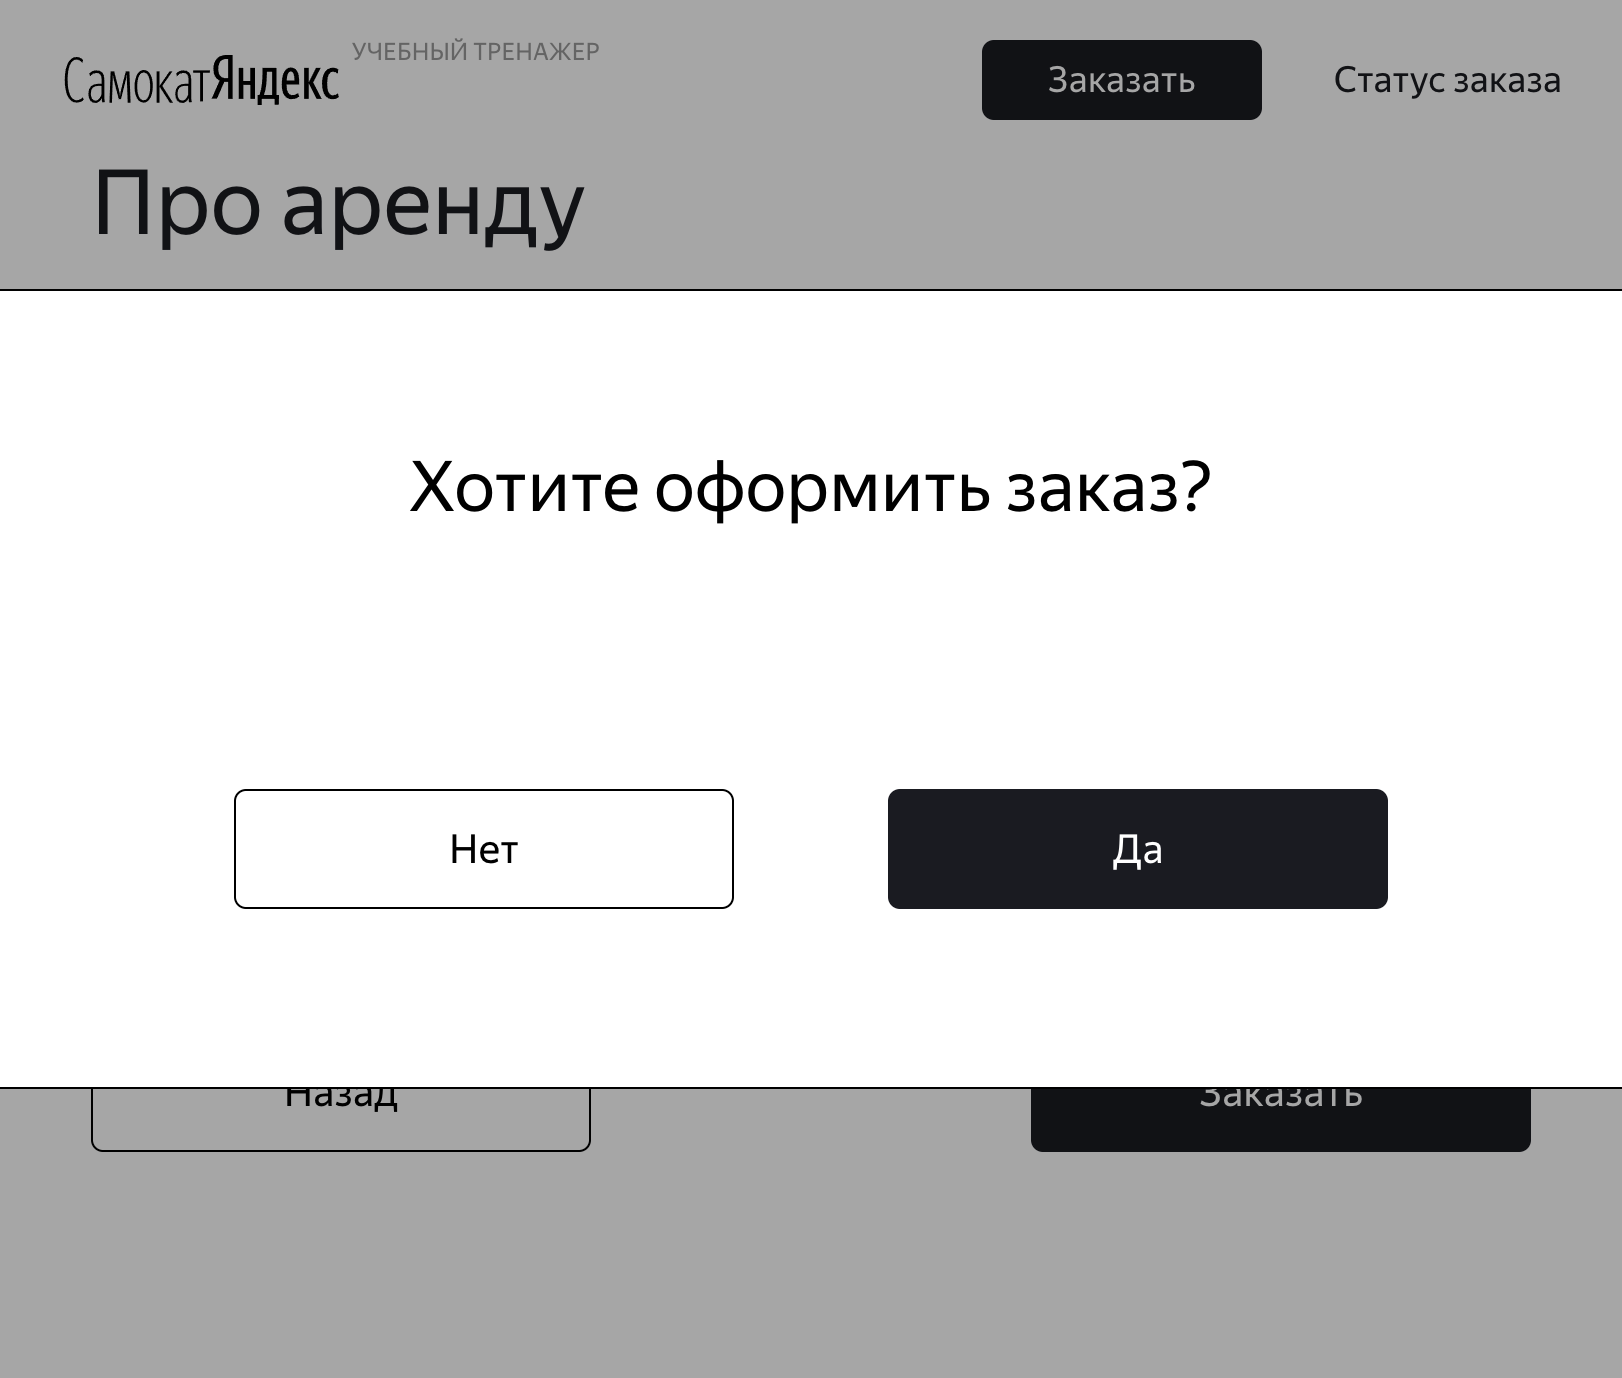 СамокатЯндекс
УЧЕБНЫЙ ТРЕНАЖЕР
Заказать
Статус заказа
Про аренду
Хотите оформить заказ?
Нет
Да
Назад
Заказать